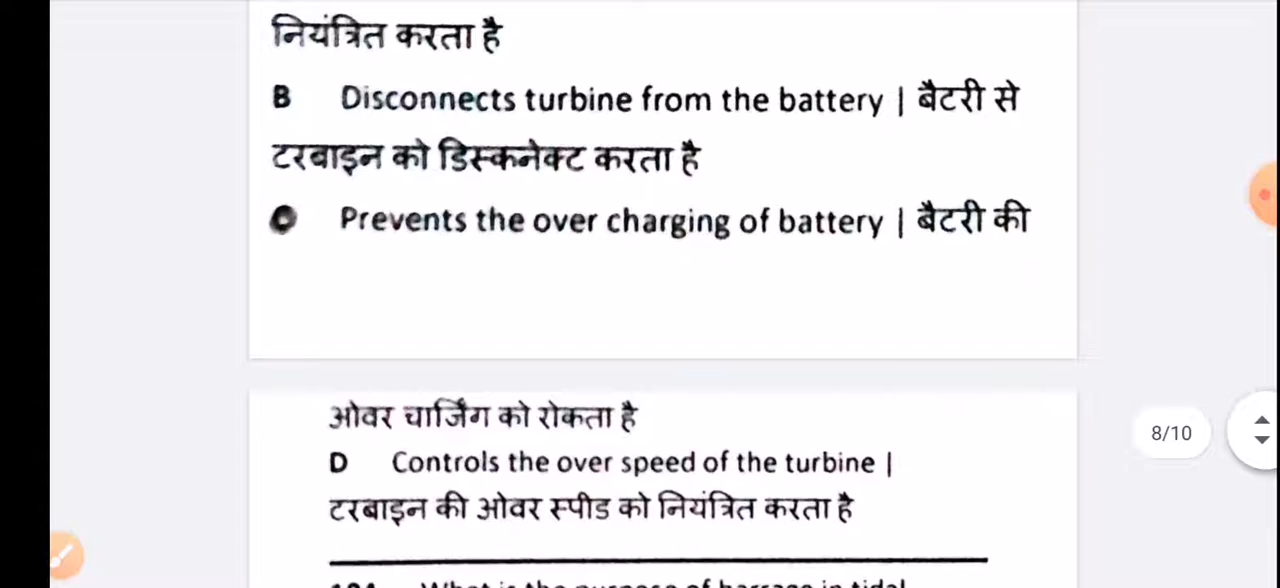 नियंत्रित करता है
B Disconnects turbine from the battery | बैटरी से
टरबाइन को डिस्कनेक्ट करता है
Prevents the over charging of battery | बैटरी की
ओवर चार्जिंग को रोकता है
D Controls the over speed of the turbine |
टरबाइन की ओवर स्पीड को नियंत्रित करता है
8/10